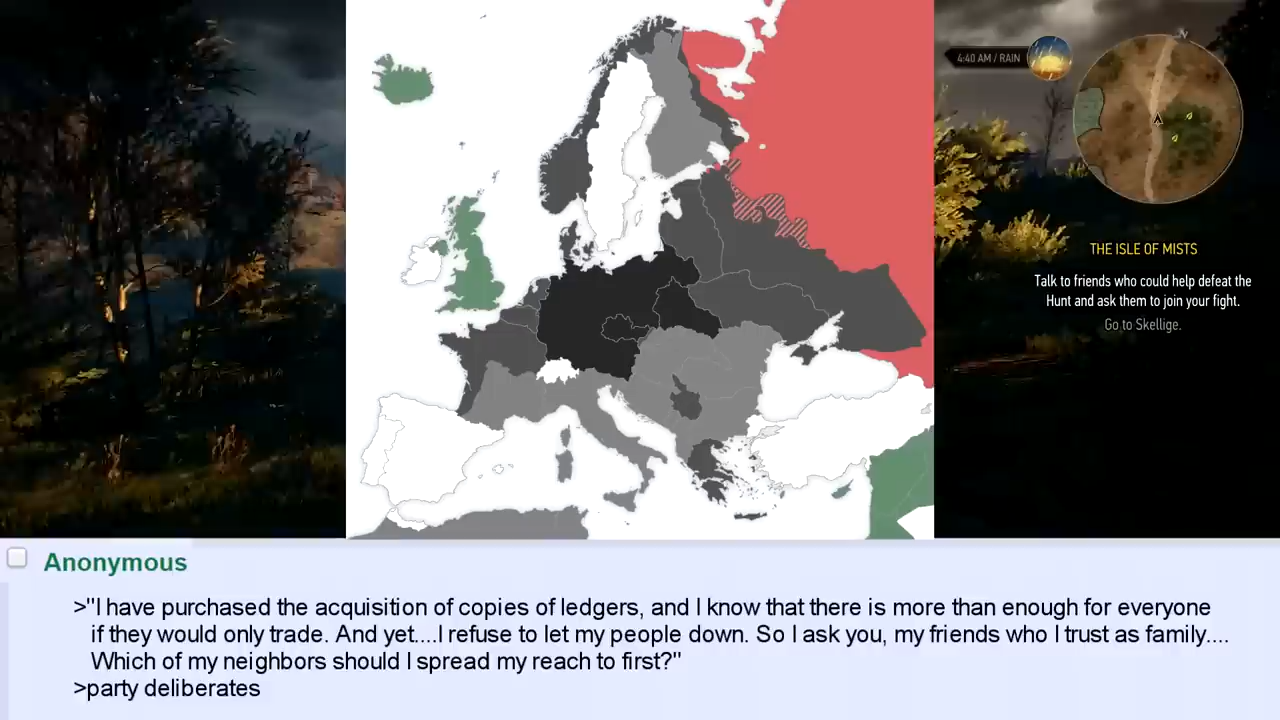 4:40 AM / RAIN
N
THE ISLE OF MISTS
Talk to friends who could help defeat the
Hunt and ask them to join your fight.
Go to Skellige.
Anonymous
>"I have purchased the acquisition of copies of ledgers, and I know that there is more than enough for everyone
if they would only trade. And yet....I refuse to let my people down. So I ask you, my friends who I trust as family....
Which of my neighbors should I spread my reach to first?"
>party deliberates